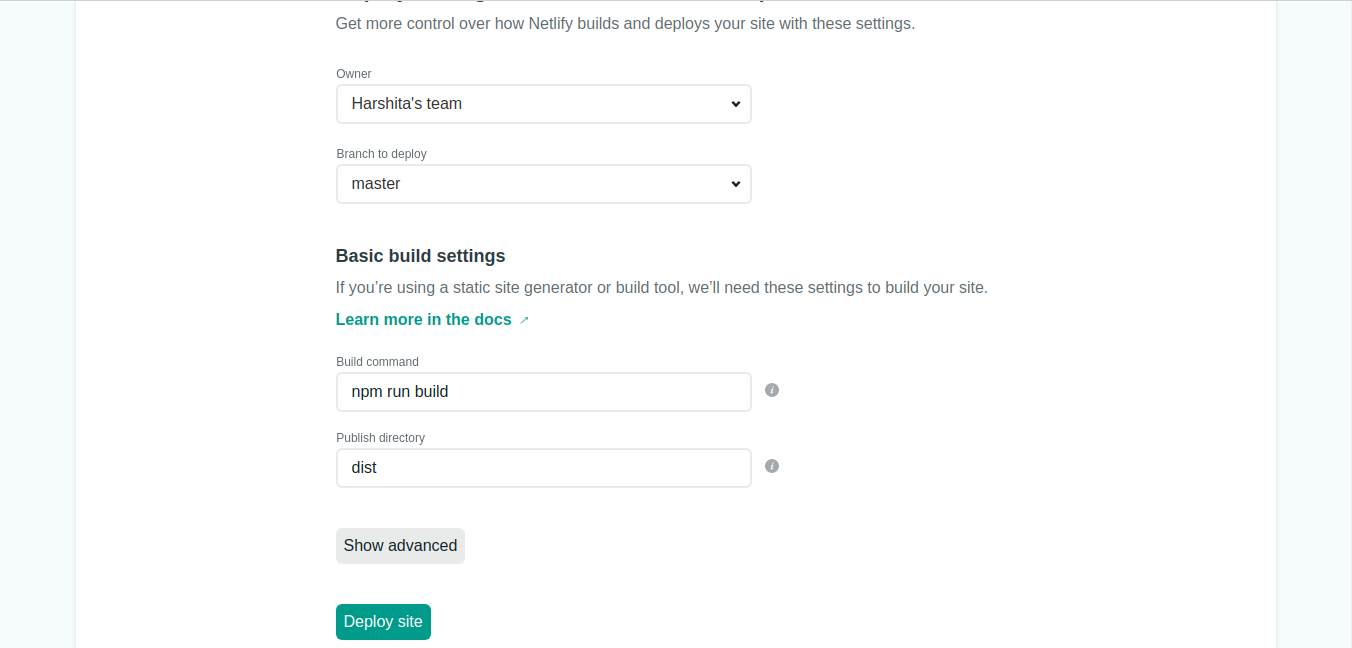 Get more control over how Netlify builds and deploys your site with these settings.
Owner
Harshita's team
Branch to deploy
master
Basic build settings
If you’re using a static site generator or build tool, we’ll need these settings to build your site.
Learn more in the docs ↗
Build command
npm run build
i
Publish directory
dist
i
Show advanced
Deploy site